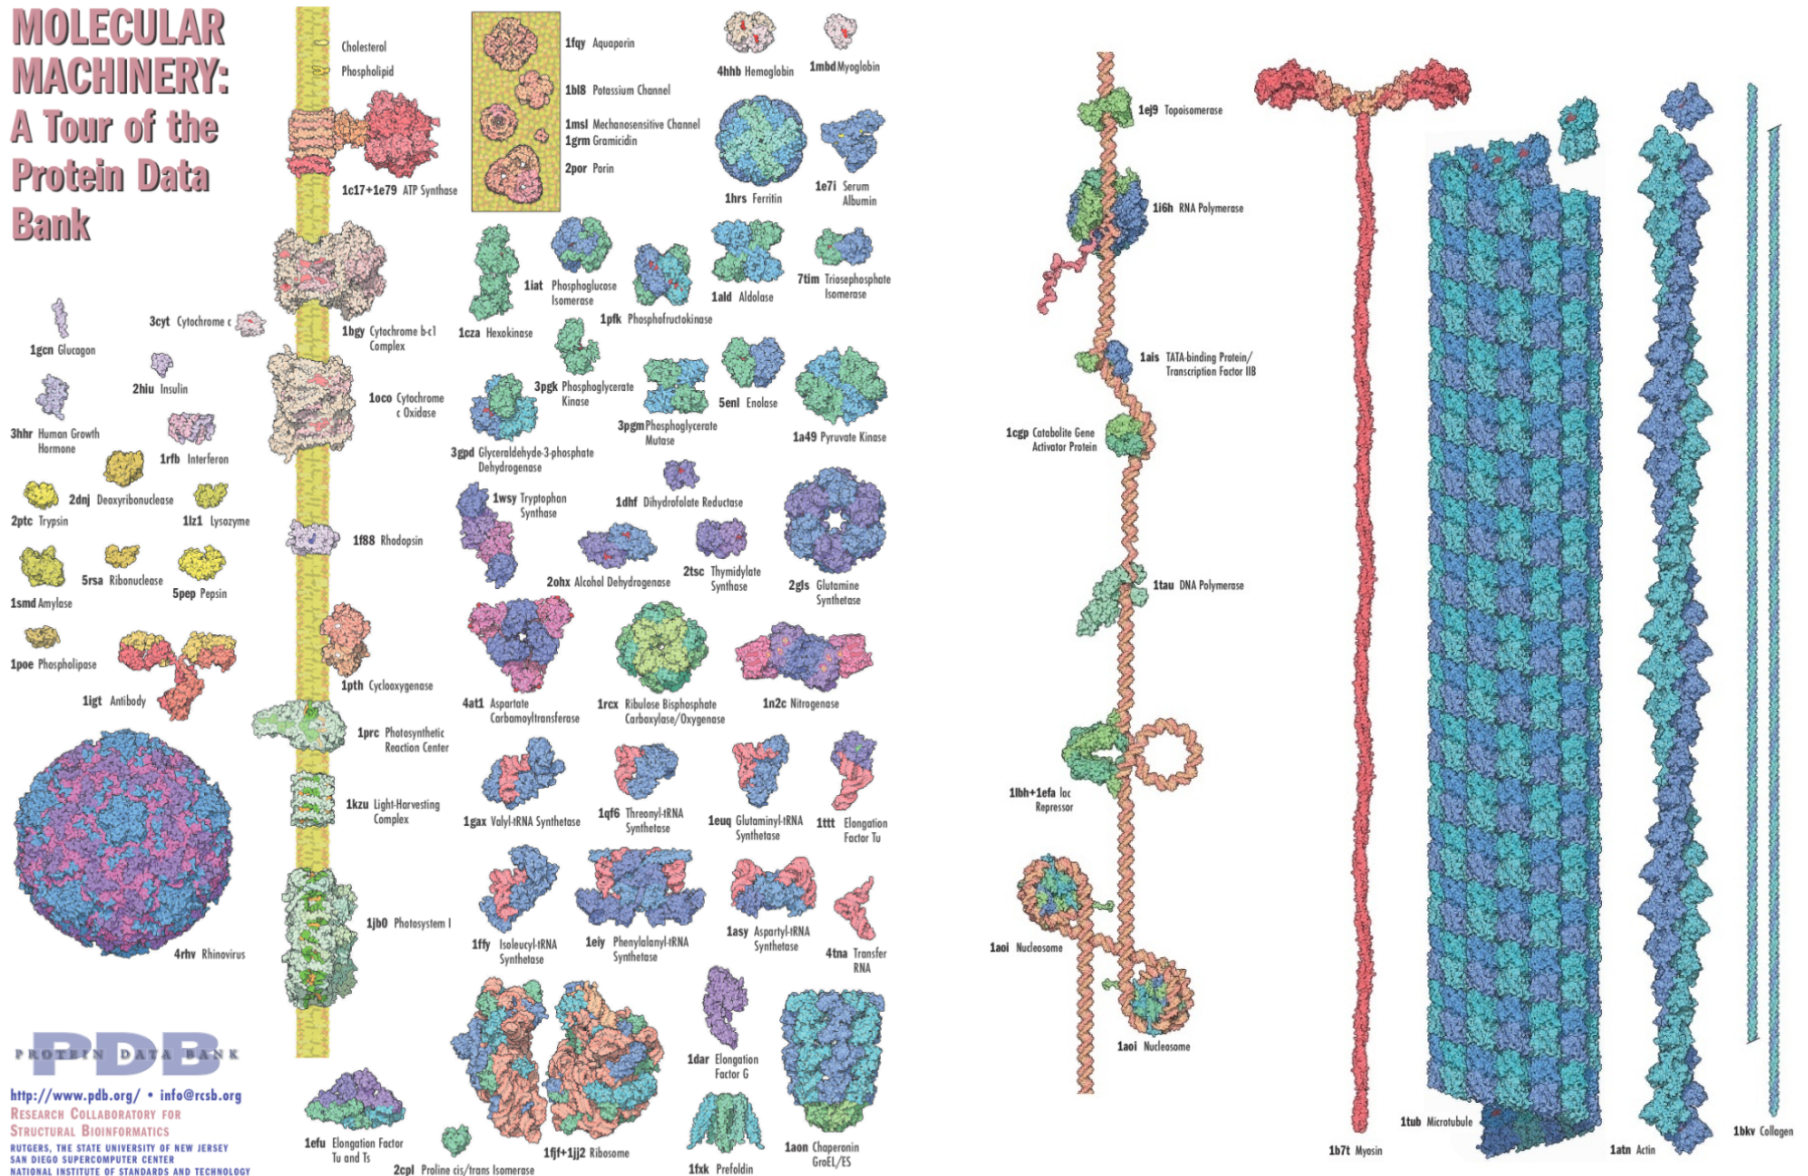 MOLECULAR
MACHINERY:
A Tour of the
Protein Data
Bank
Cholesterol
Phospholipid
1c17+1e79 ATP Synthase
1bgy Cytochrome b-c1
Complex
3cyt Cytochrome c
1oco Cytochrome
c Oxidase
1gcn Glucagon
2hiu Insulin
3hhr Human Growth
Hormone
1rfb Interferon
2dnj Deoxyribonuclease
2ptc Trypsin
1lz1 Lysozyme
1f88 Rhodopsin
5rsa Ribonuclease
5pep Pepsin
1smd Amylase
1poe Phospholipase
1igt Antibody
1pth Cyclooxygenase
1prc Photosynthetic
Reaction Center
1kzu Light-Harvesting
Complex
1jb0 Photosystem I
4rhv Rhinovirus
PDB
PROTEIN DATA BANK
http://www.pdb.org/ • info@rcsb.org
RESEARCH COLLABORATORY FOR
STRUCTURAL BIOINFORMATICS
RUTGERS, THE STATE UNIVERSITY OF NEW JERSEY
SAN DIEGO SUPERCOMPUTER CENTER
NATIONAL INSTITUTE OF STANDARDS AND TECHNOLOGY
1fqy Aquaporin
1bl8 Potassium Channel
1msl Mechanosensitive Channel
1grm Gramicidin
2por Porin
4hhb Hemoglobin
1mbd Myoglobin
1hrs Ferritin
1e7i Serum
Albumin
1cza Hexokinase
1iat Phosphoglucose
Isomerase
1pfk Phosphofructokinase
1ald Aldolase
7tim Triosephosphate
Isomerase
3gpd Glyceraldehyde-3-phosphate
Dehydrogenase
3pgk Phosphoglycerate
Kinase
3pgm Phosphoglycerate
Mutase
5enl Enolase
1a49 Pyruvate Kinase
1wsy Tryptophan
Synthase
1dhf Dihydrofolate Reductase
2ohx Alcohol Dehydrogenase
2tsc Thymidylate
Synthase
2gls Glutamine
Synthetase
4at1 Aspartate
Carbamoyltransferase
1rcx Ribulose Bisphosphate
Carboxylase/Oxygenase
1n2c Nitrogenase
1gax Valyl-tRNA Synthetase
1qf6 Threonyl-tRNA
Synthetase
1euq Glutaminyl-tRNA
Synthetase
1ttt Elongation
Factor Tu
1ffy Isoleucyl-tRNA
Synthetase
1eiy Phenylalanyl-tRNA
Synthetase
1asy Aspartyl-tRNA
Synthetase
4tna Transfer
RNA
1efu Elongation Factor
Tu and Ts
2cpl Proline cis/trans Isomerase
1fjf+1jj2 Ribosome
1dar Elongation
Factor G
1fxk Prefoldin
1aon Chaperonin
GroEL/ES
1ej9 Topoisomerase
1i6h RNA Polymerase
1ais TATA-binding Protein/
Transcription Factor IIB
1cgp Catabolite Gene
Activator Protein
1tau DNA Polymerase
1lbh+1efa lac
Repressor
1aoi Nucleosome
1aoi Nucleosome
1b7t Myosin
1tub Microtubule
1atn Actin
1bkv Collagen